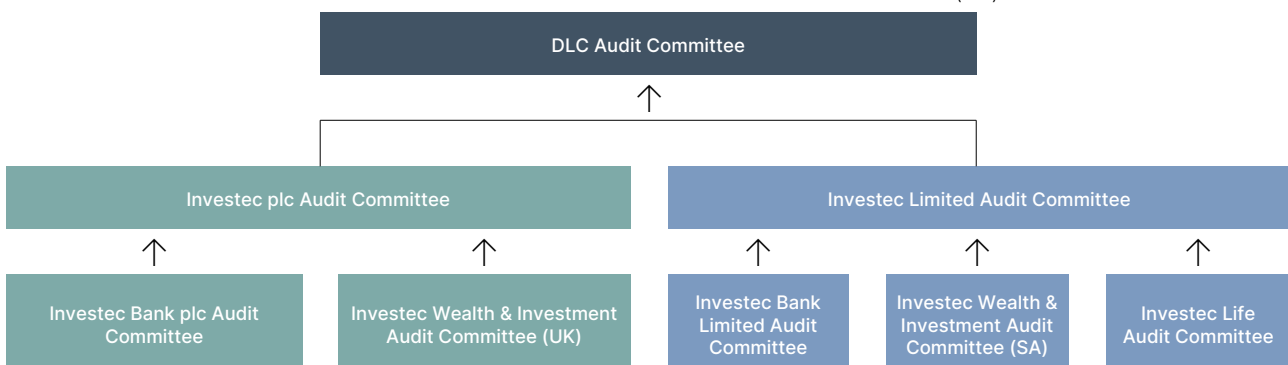 DLC Audit Committee
Investec plc Audit Committee
Investec Limited Audit Committee
Investec Bank plc Audit
Committee
Investec Wealth & Investment
Audit Committee (UK)
Investec Bank
Limited Audit
Committee
Investec Wealth &
Investment Audit
Committee (SA)
Investec Life
Audit Committee